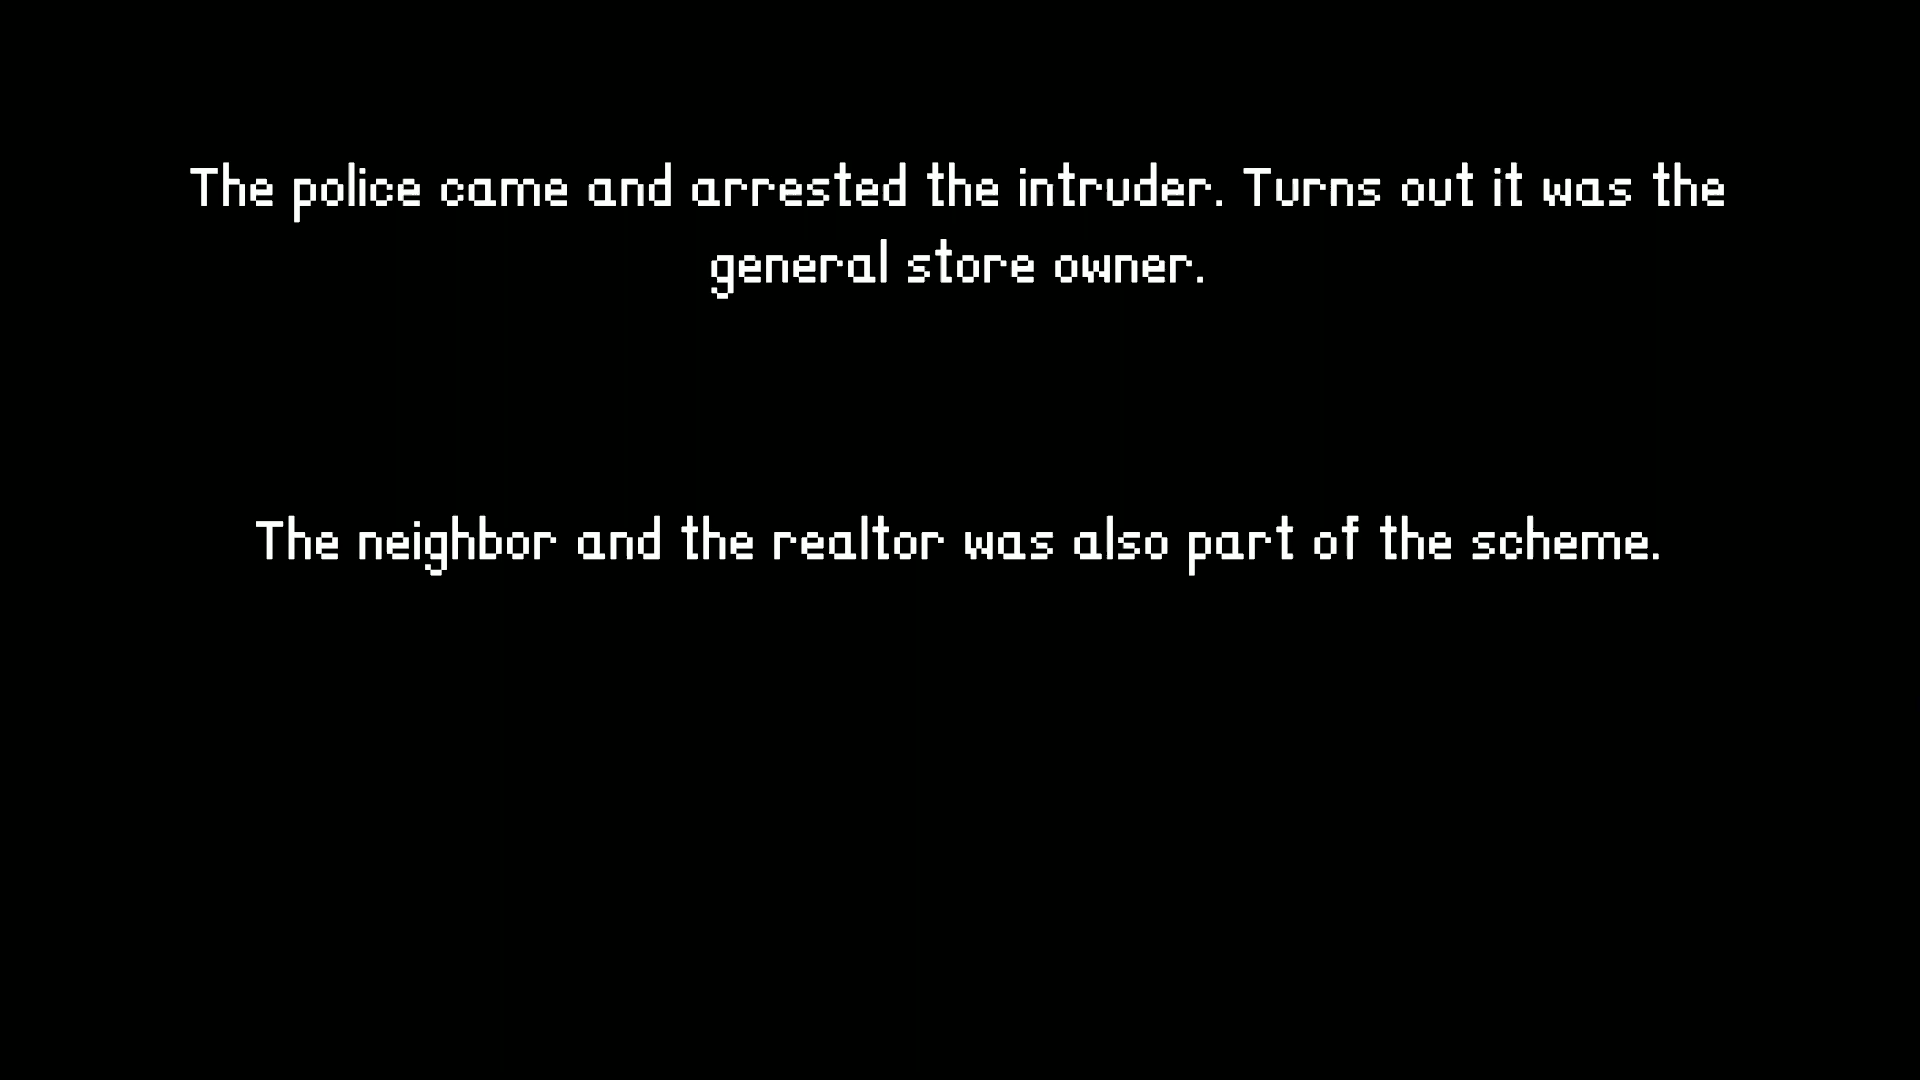 The police came and arrested the intruder. Turns out it was the
general store owner.
The neighbor and the realtor was also part of the scheme.